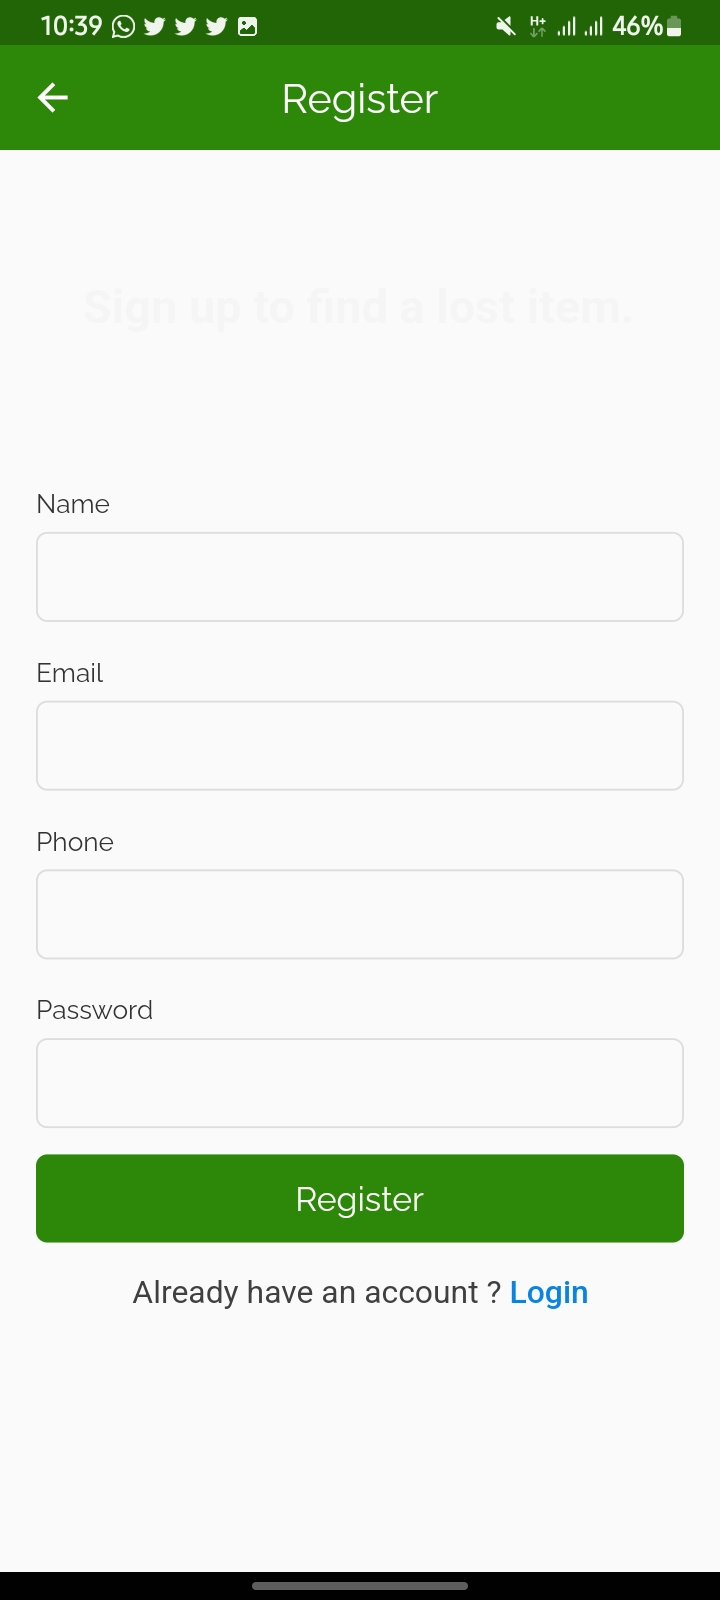 10:39 H+ 46%
Register
Sign up to find a lost item.
Name
Email
Phone
Password
Register
Already have an account ? Login